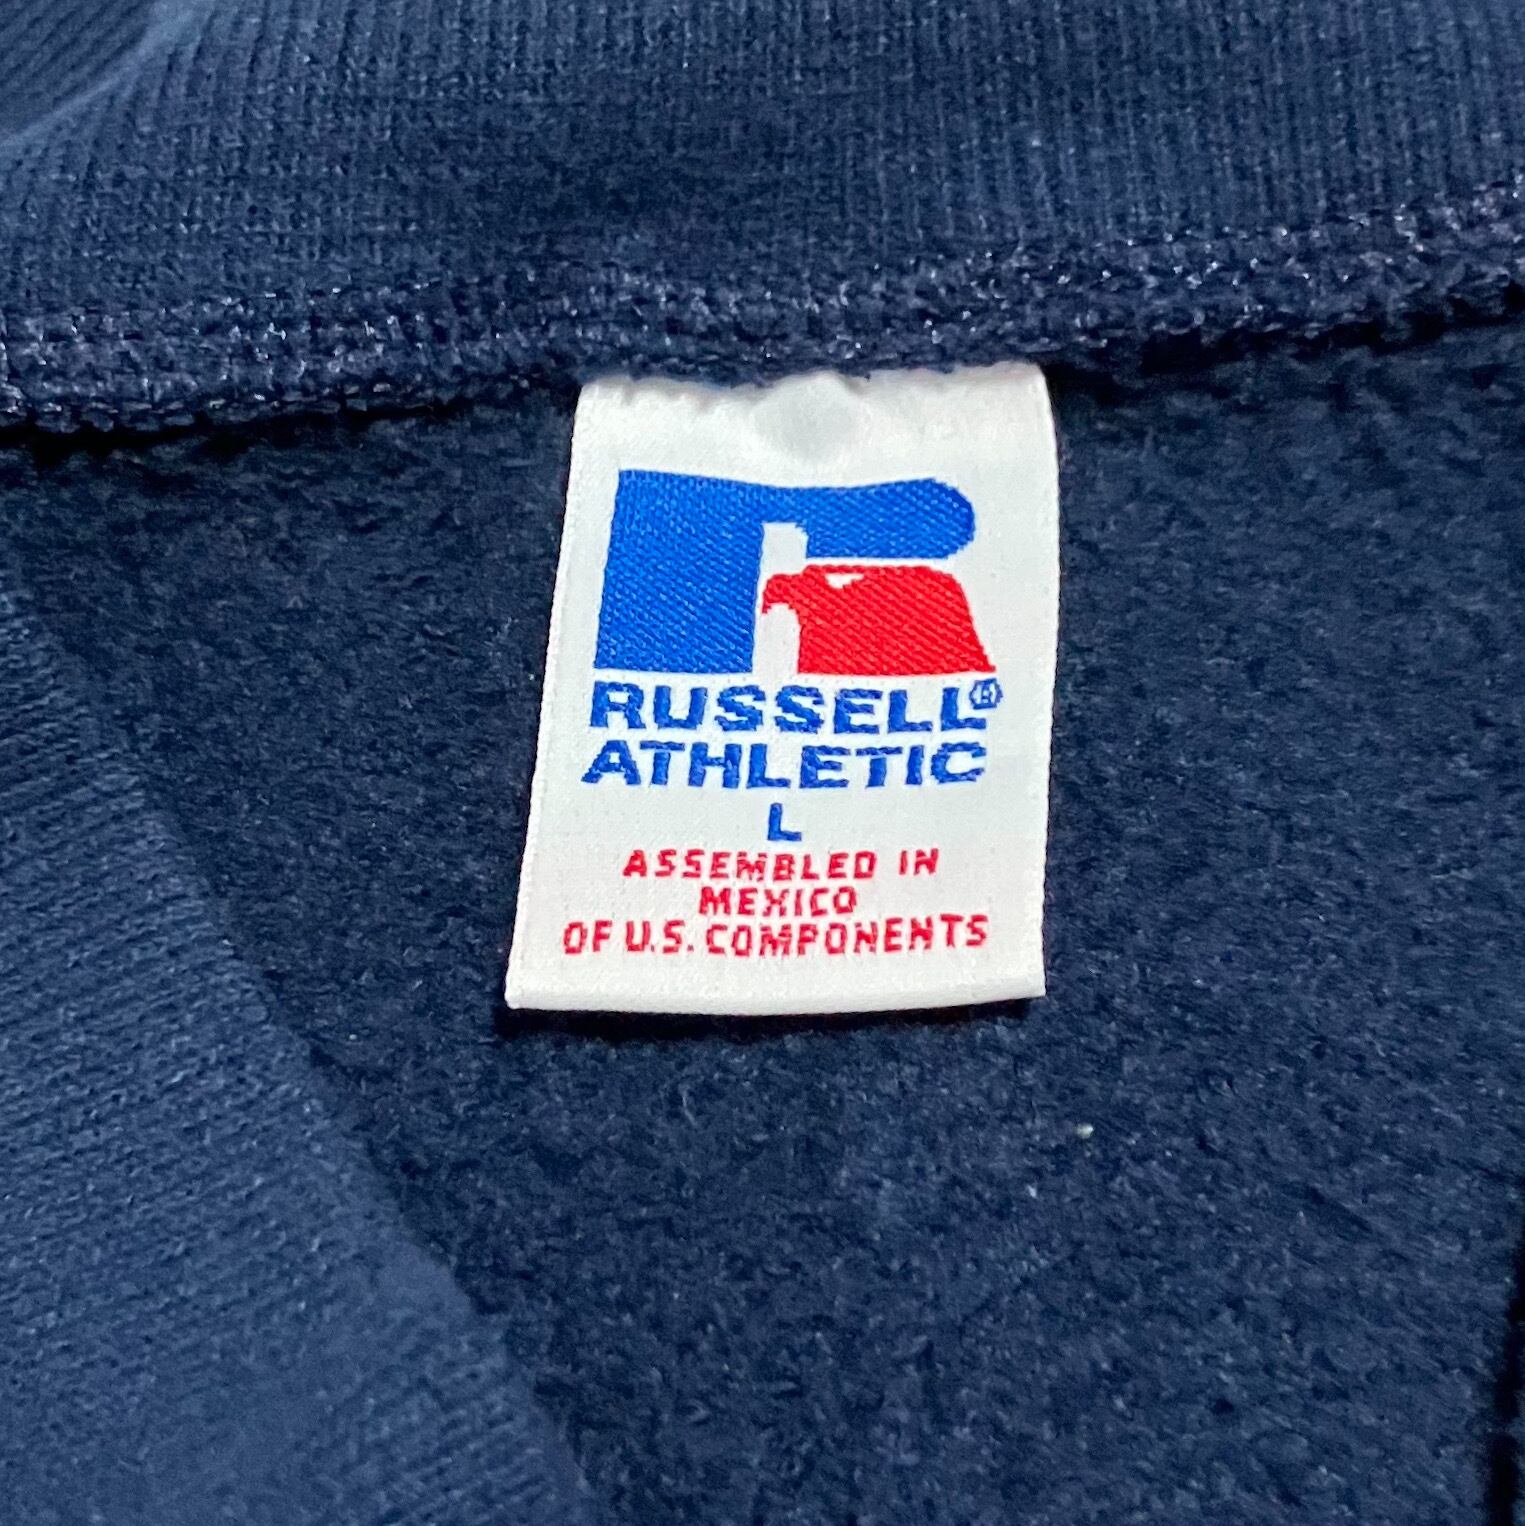 RUSSELL®
ATHLETIC
L
ASSEMBLED IN
MEXICO
OF U.S. COMPONENTS